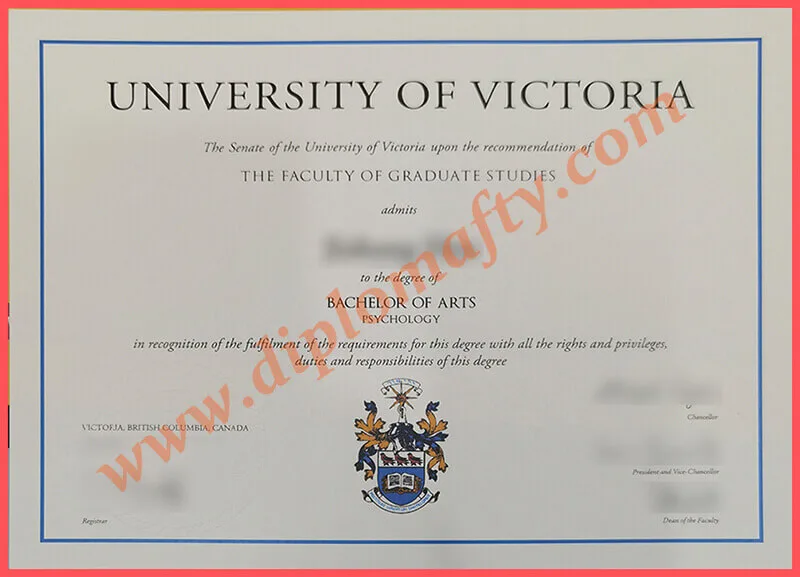 UNIVERSITY OF VICTORIA
The Senate of the University of Victoria upon the recommendation of
THE FACULTY OF GRADUATE STUDIES
admits
to the degree of
BACHELOR OF ARTS
PSYCHOLOGY
in recognition of the fulfilment of the requirements for this degree with all the rights and privileges,
duties and responsibilities of this degree
VICTORIA, BRITISH COLUMBIA, CANADA
Chancellor
President and Vice-Chancellor
Registrar
Dean of the Faculty
www.diplomafty.com